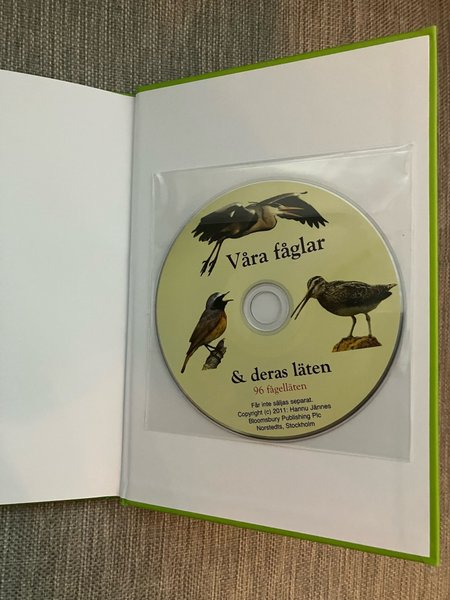 Våra fåglar
& deras läten
96 fågelläten
Får inte säljas separat.
Copyright (c) 2011: Hannu Jännes
Bloomsbury Publishing Plc
Norstedts, Stockholm